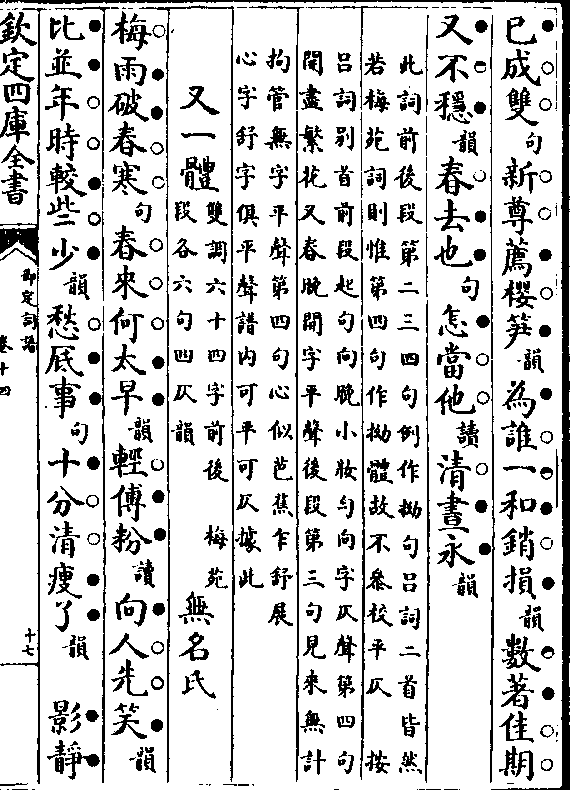 已成雙句新尊薦櫻笋韻為誰一和銷損韻數著佳期
又不穩韻春去也句怎當他讀清晝永韻
此詞前後段第二三四句例作拗句呂詞二首皆然
若梅苑詞則惟第四句作拗體故不參校平仄　按
呂詞别首前段起句向晚小妝匀向字仄聲第四句
開盡繁花又春晚開字平聲後段第三句見來無計
拘管無字平聲第四句心似芭蕉乍舒展
心字舒字俱平聲譜内可平可仄據此
又一體　雙調六十四字前後　梅苑　無名氏
段各六句四仄韻
梅雨破春寒句春來何太早韻輕傅粉讀向人先笑韻
比並年時較些少韻愁底事句十分清瘦了韻　影靜
欽定四庫全書
御定詞譜
卷十四
十七